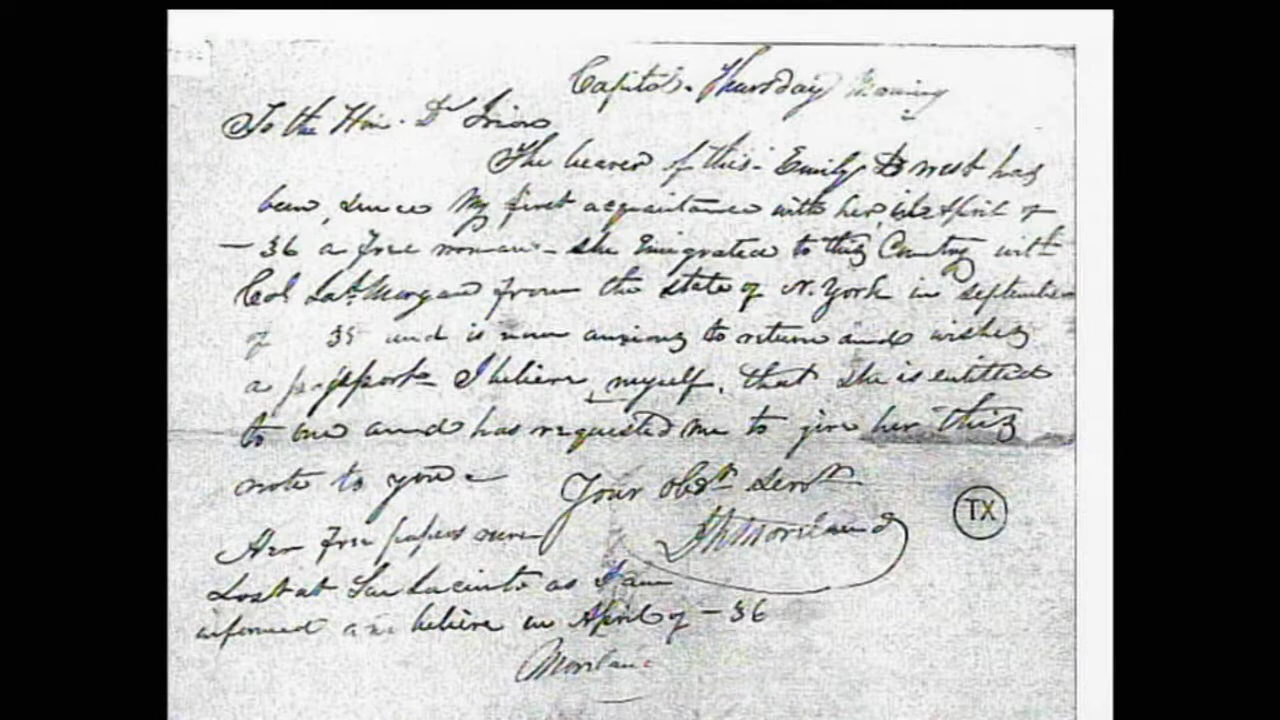 Capitol. Thursday Morning
To the Hon. Dr Irion
The bearer of this - Emily D. West has
been, since my first acquaintance with her, in April of
- 36 a free woman - she Emigrated to this Country with
Col. Jas. Morgan from the state of N. York in september
of 35 and is now anxious to return and wishes
a passport - I believe myself, that she is entitled
to one and has requested me to give her this
note to you -
Your obdt servt
I N Moreland
Her free papers were
Lost at San Jacinto as I am
informed and believe in April of - 36
Moreland
TX